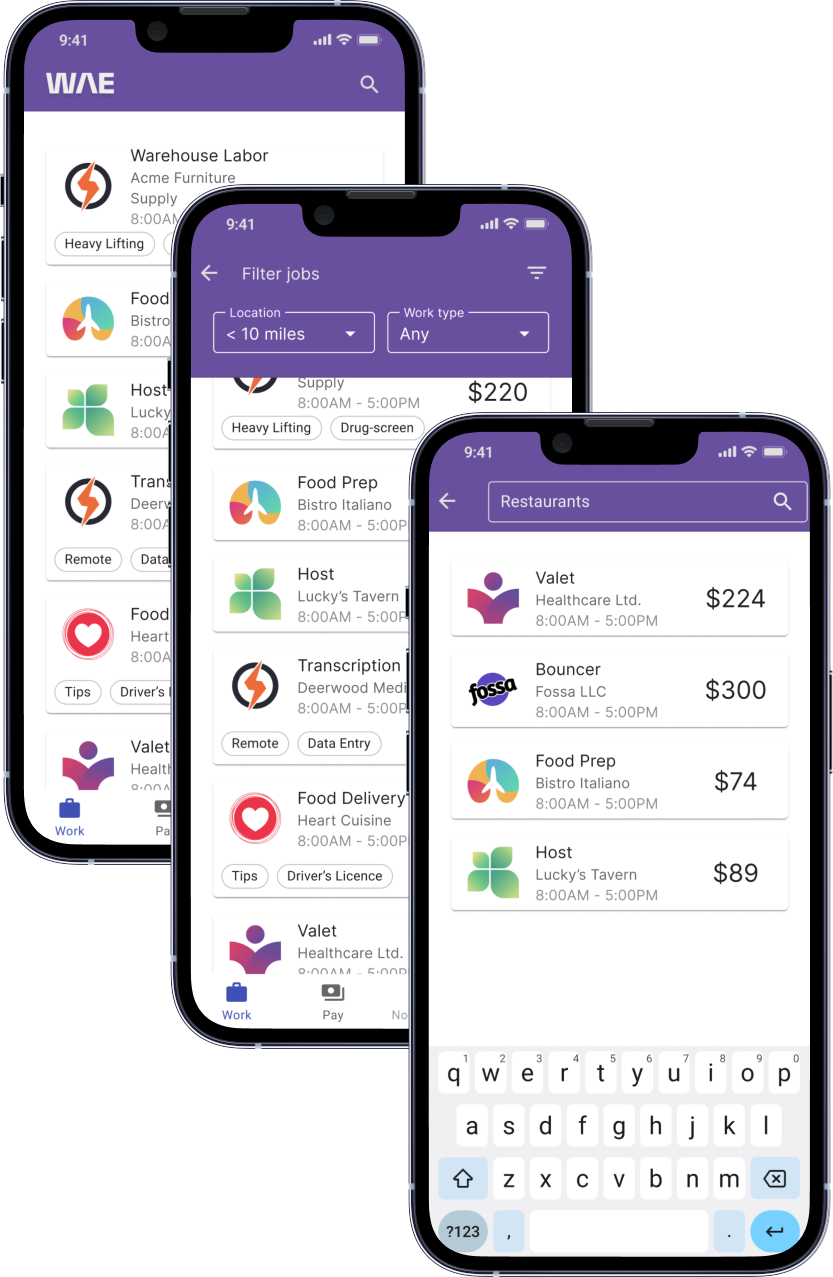 9:41
WAE
Warehouse Labor
Acme Furniture
Supply
8:00AM
Heavy Lifting
Food
Bistro
8:00A
Host
Lucky
8:00A
Trans
Deerw
8:00A
Remote
Data
Food
Heart
8:00A
Tips
Driver's
Valet
Health
8:00A
Work
Pa
9:41
Filter jobs
Location
Work type
< 10 miles
Any
Supply
8:00AM - 5:00PM
$220
Heavy Lifting
Drug-screen
Food Prep
Bistro Italiano
8:00AM - 5:00P
Host
Lucky’s Tavern
8:00AM - 5:00P
Transcription
Deerwood Medi
8:00AM - 5:00P
Remote
Data Entry
Food Delivery
Heart Cuisine
8:00AM - 5:00P
Tips
Driver’s Licence
Valet
Healthcare Ltd.
8:00AM - 5:00P
Work
Pay
No
9:41
Restaurants
Valet
Healthcare Ltd.
8:00AM - 5:00PM
$224
fossa
Bouncer
Fossa LLC
8:00AM - 5:00PM
$300
Food Prep
Bistro Italiano
8:00AM - 5:00PM
$74
Host
Lucky’s Tavern
8:00AM - 5:00PM
$89
1 2 3 4 5 6 7 8 9 0
q w e r t y u i o p
a s d f g h j k l
z x c v b n m
?123 , .